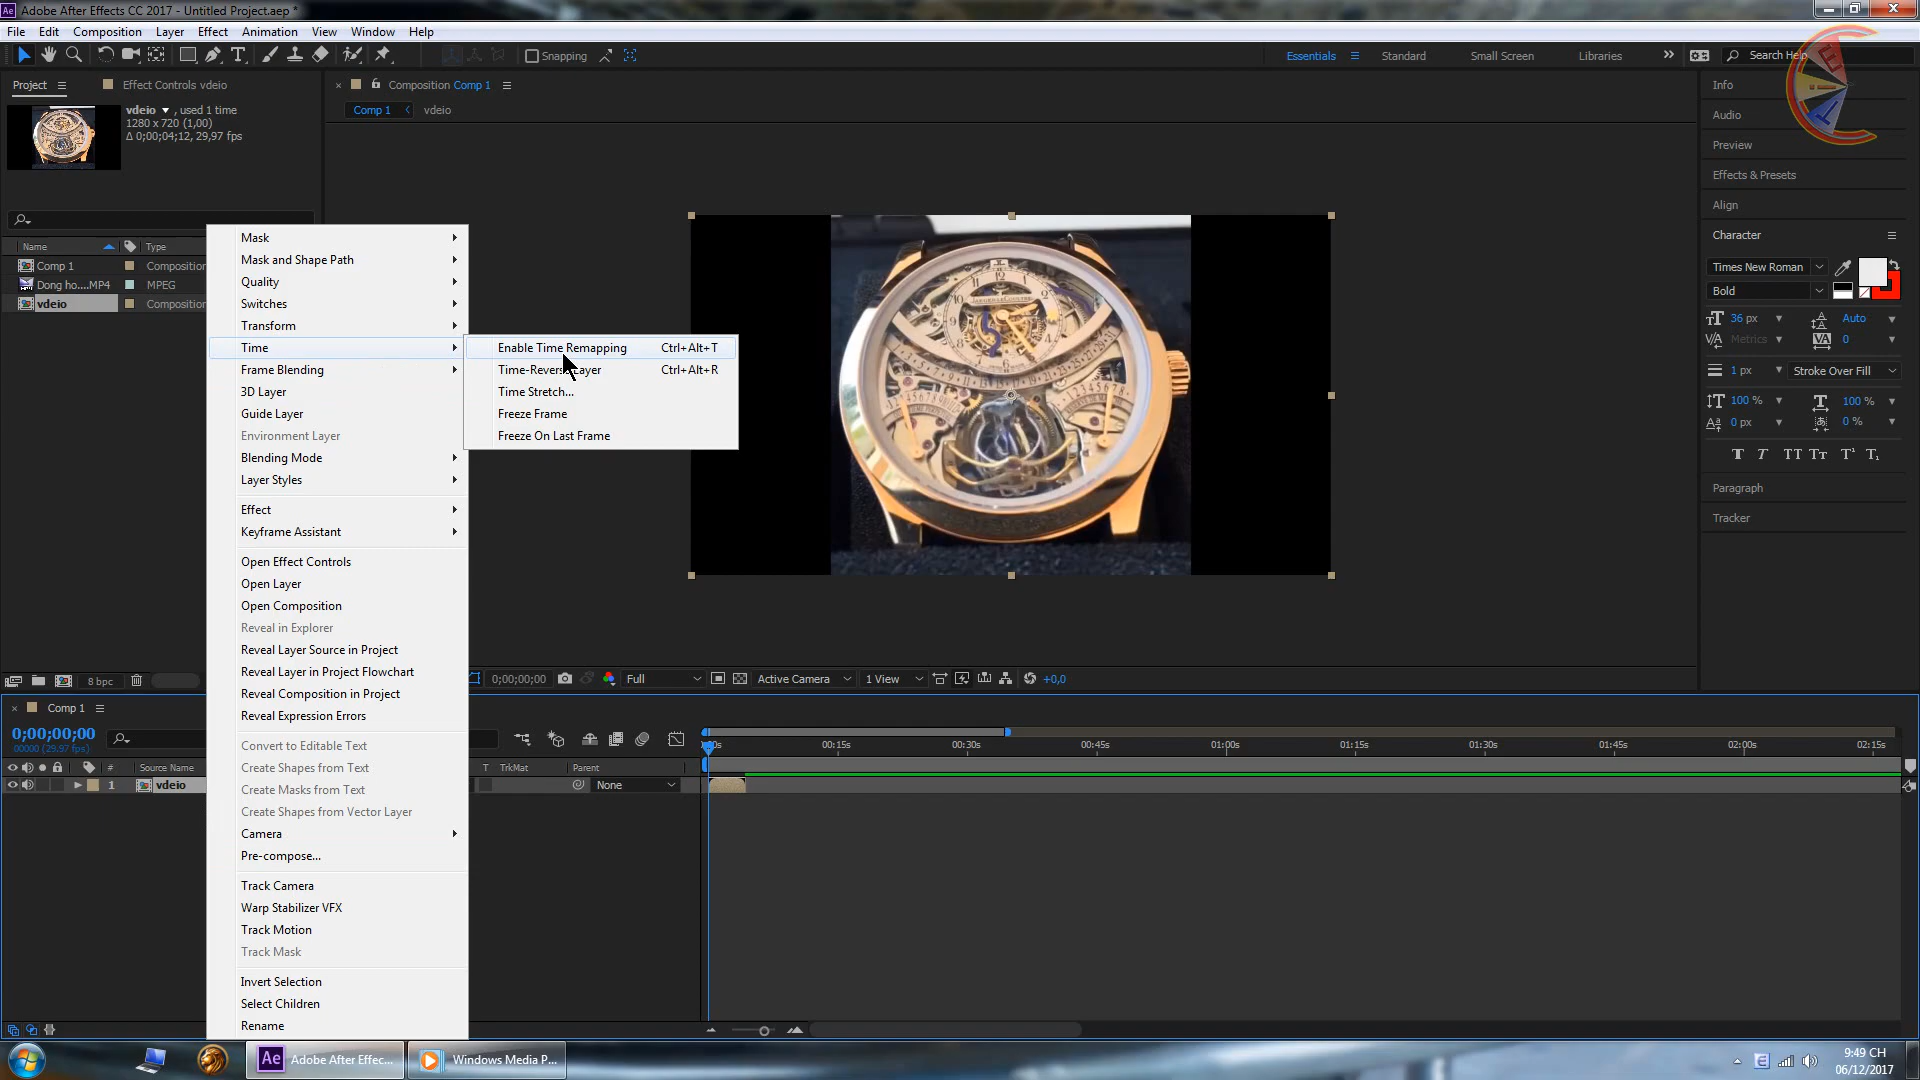 Adobe After Effects CC 2017 - Untitled Project.aep *
File Edit Composition Layer Effect Animation View Window Help
Snapping
Essentials Standard Small Screen Libraries Search Help
Project Effect Controls vdeio
vdeio , used 1 time
1280 x 720 (1,00)
Δ 0;00;04;12, 29,97 fps
Composition Comp 1
Comp 1 vdeio
Name Type
Comp 1 Composition
Dong ho....MP4 MPEG
vdeio Composition
8 bpc
Mask
Mask and Shape Path
Quality
Switches
Transform
Time
Frame Blending
3D Layer
Guide Layer
Environment Layer
Blending Mode
Layer Styles
Effect
Keyframe Assistant
Open Effect Controls
Open Layer
Open Composition
Reveal in Explorer
Reveal Layer Source in Project
Reveal Layer in Project Flowchart
Reveal Composition in Project
Reveal Expression Errors
Convert to Editable Text
Create Shapes from Text
Create Masks from Text
Create Shapes from Vector Layer
Camera
Pre-compose...
Track Camera
Warp Stabilizer VFX
Track Motion
Track Mask
Invert Selection
Select Children
Rename
Enable Time Remapping Ctrl+Alt+T
Time-Reverse Layer Ctrl+Alt+R
Time Stretch...
Freeze Frame
Freeze On Last Frame
Info
Audio
Preview
Effects & Presets
Align
Character
Times New Roman
Bold
36 px Auto
Metrics 0
1 px Stroke Over Fill
100 % 100 %
0 px 0 %
Paragraph
Tracker
0;00;00;00 Full Active Camera 1 View +0,0
Comp 1
0;00;00;00
00000 (29.97 fps)
# Source Name T TrkMat Parent
1 vdeio None
00:15s 00:30s 00:45s 01:00s 01:15s 01:30s 01:45s 02:00s 02:15s
Adobe After Effec... Windows Media P...
9:49 CH
06/12/2017